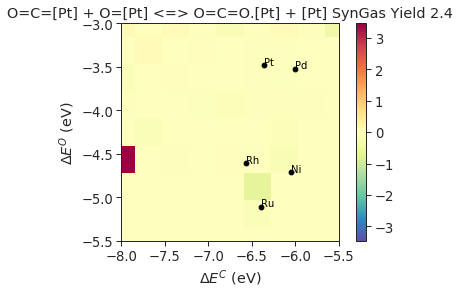 O=C=[Pt] + O=[Pt] <=> O=C=O.[Pt] + [Pt] SynGas Yield 2.4
−3.0
−3.5
−4.0
−4.5
−5.0
−5.5
ΔE^O (eV)
Pt
Pd
Rh
Ni
Ru
−8.0 −7.5 −7.0 −6.5 −6.0 −5.5
ΔE^C (eV)
3
2
1
0
−1
−2
−3